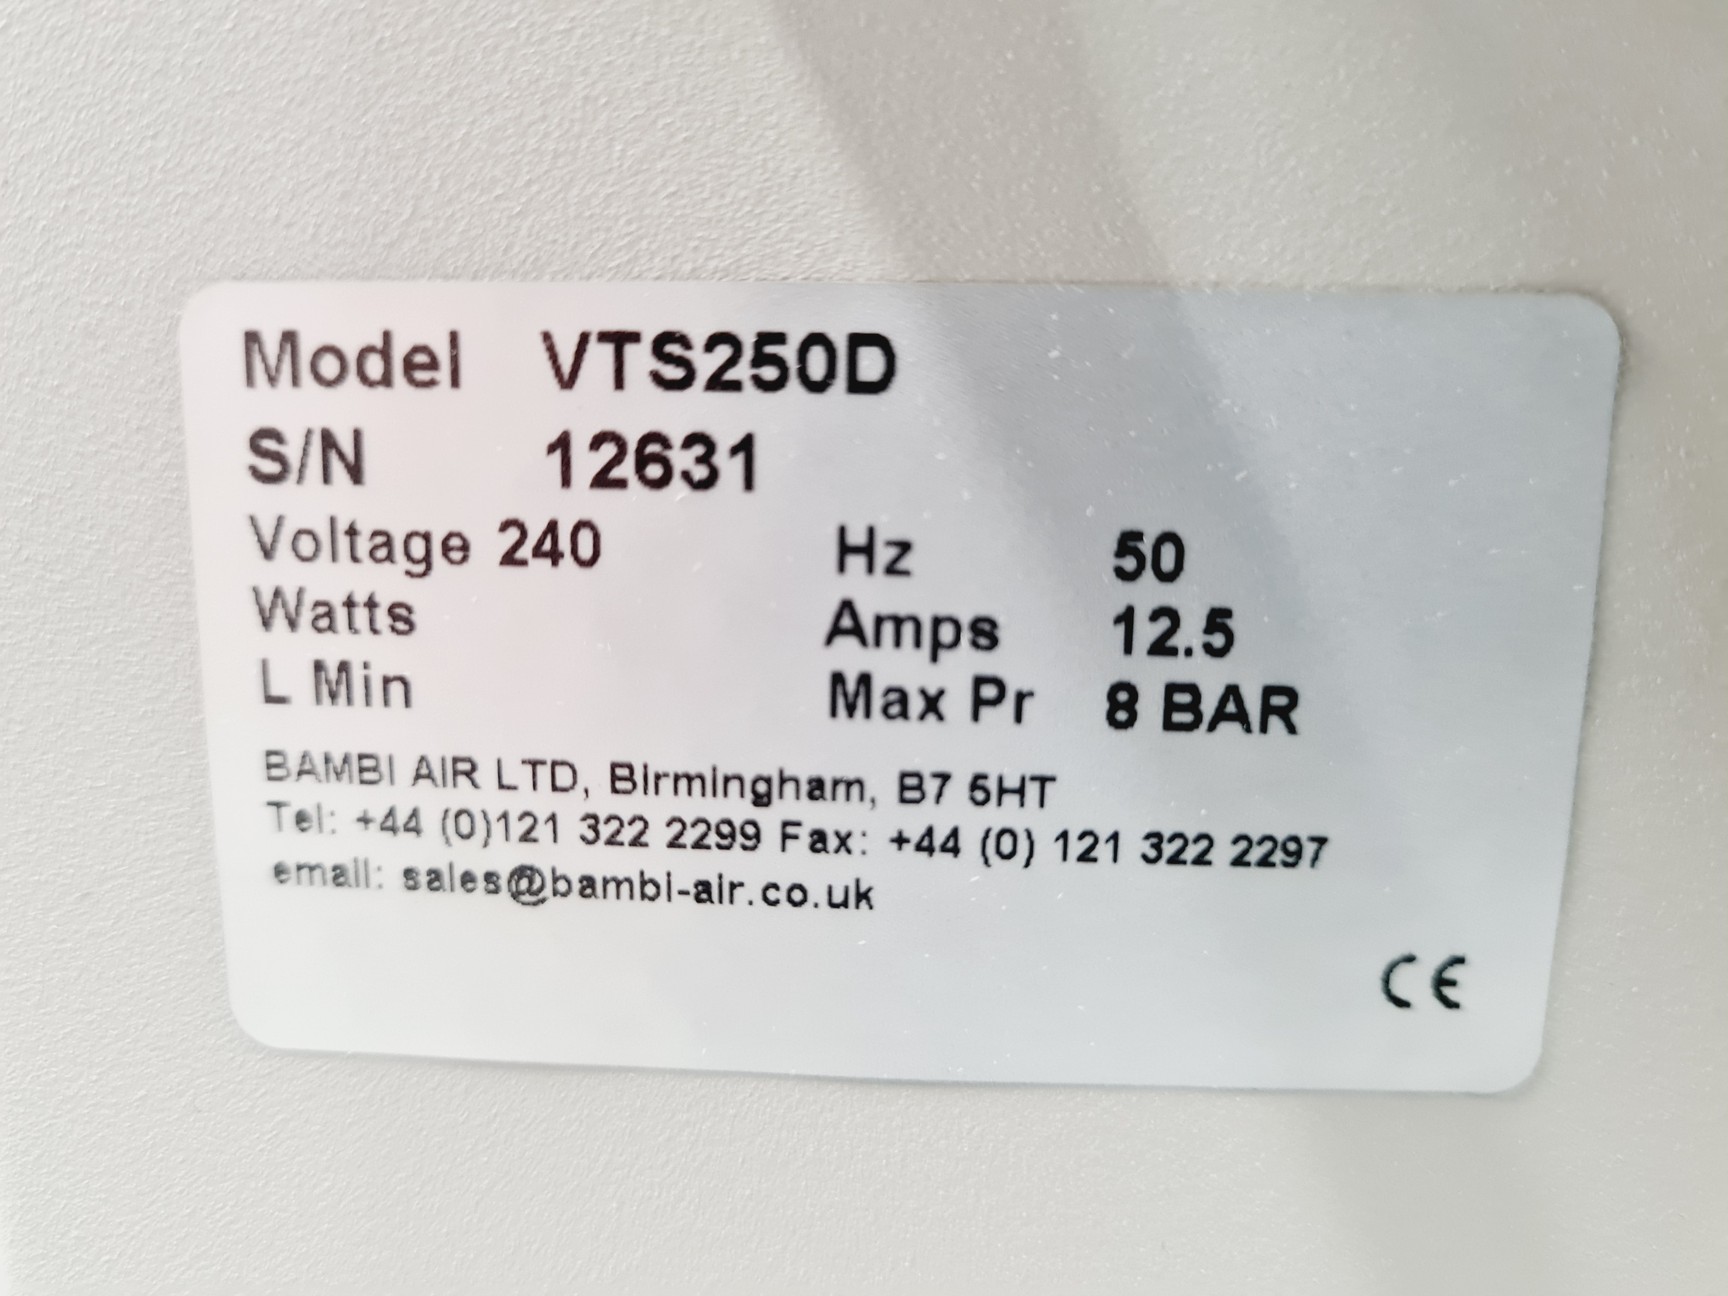 Model VTS250D
S/N 12631
Voltage 240 Hz 50
Watts Amps 12.5
L Min Max Pr 8 BAR
BAMBI AIR LTD, Birmingham, B7 5HT
Tel: +44 (0)121 322 2299 Fax: +44 (0) 121 322 2297
email: sales@bambi-air.co.uk
CE